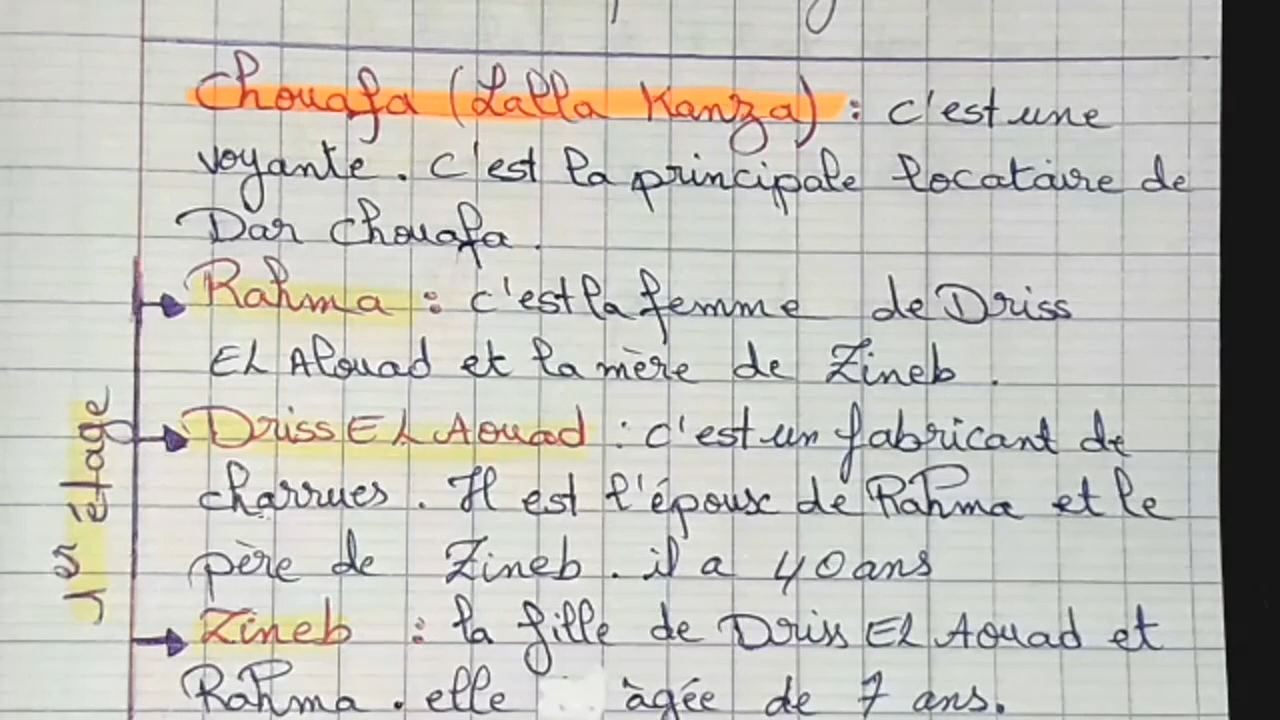 Chouafa (Lalla Kanza) : c'est une
voyante. c'est la principale locataire de
Dar Chouafa.
Rahma : c'est la femme de Driss
EL Alouad et la mère de Zineb.
Driss EL Aouad : c'est un fabricant de
charrues. Il est l'époux de Rahma et le
père de Zineb. il a 40 ans
Zineb : la fille de Driss EL Aouad et
Rahma. elle àgée de 7 ans.
1er étage